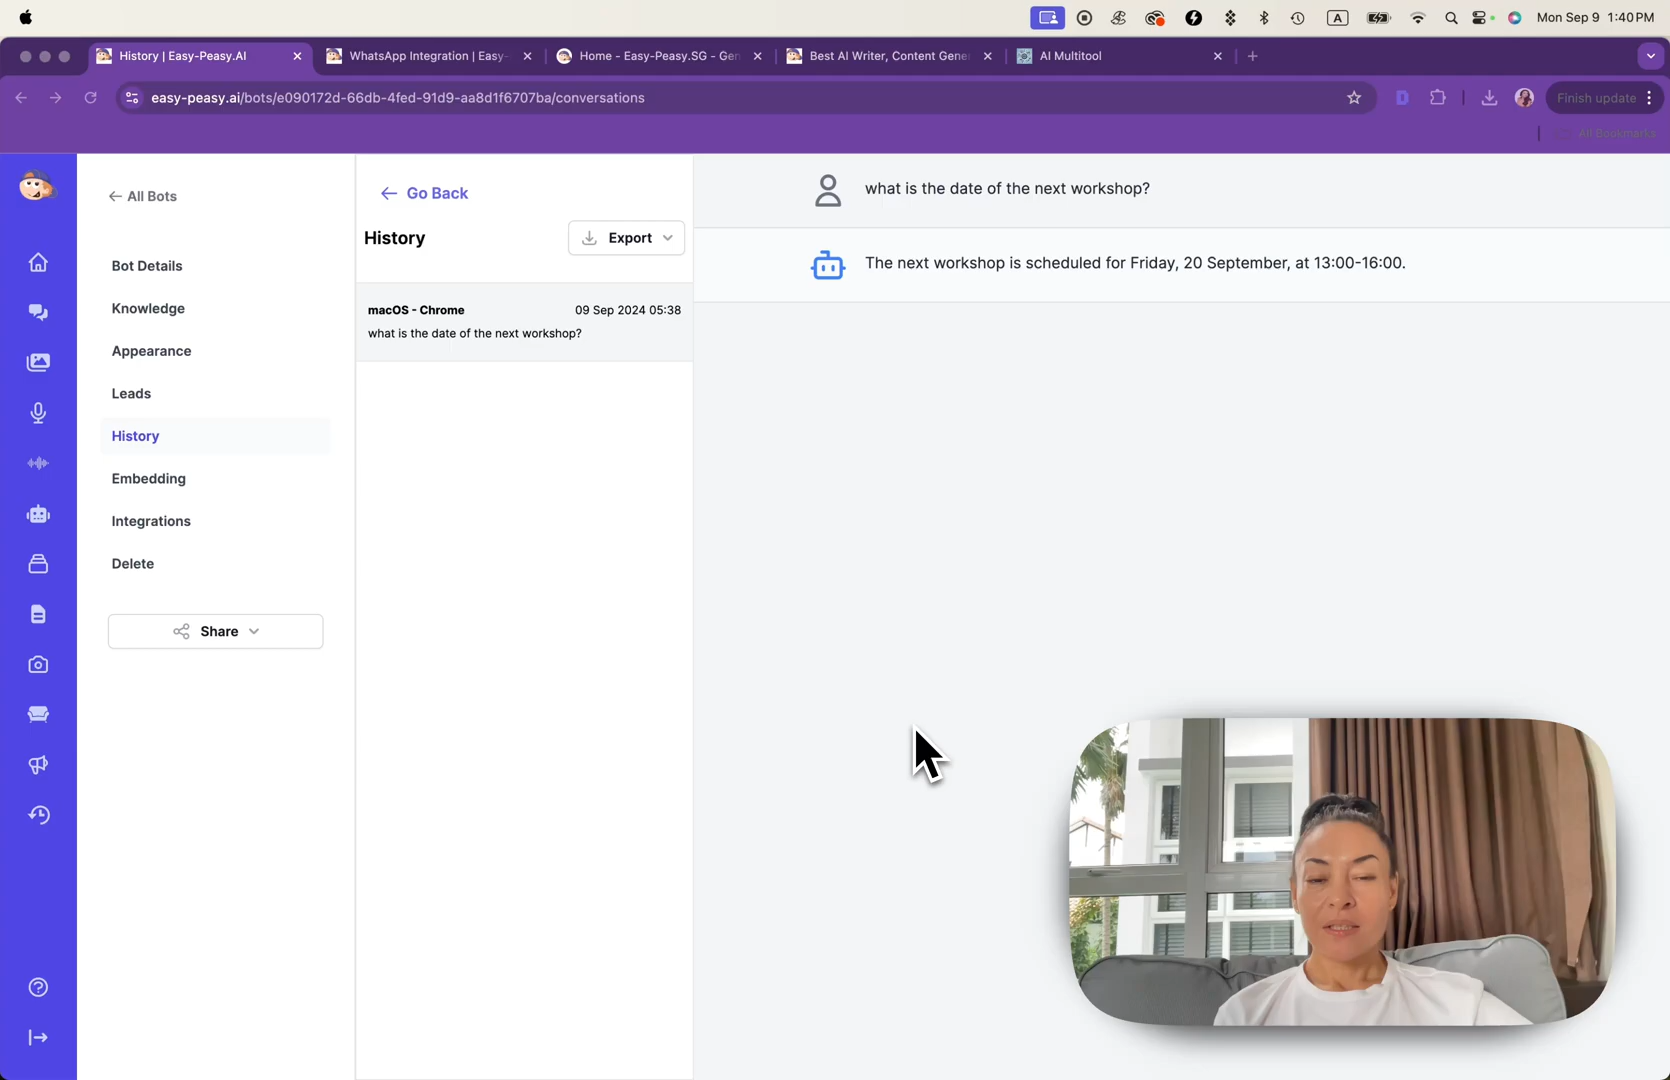 A
Mon Sep 9 1:40 PM
History | Easy-Peasy.AI
WhatsApp Integration | Easy-
Home - Easy-Peasy.SG - Gen
Best AI Writer, Content Gene
AI Multitool
easy-peasy.ai/bots/e090172d-66db-4fed-91d9-aa8d1f6707ba/conversations
D
Finish update
All Bookmarks
All Bots
Bot Details
Knowledge
Appearance
Leads
History
Embedding
Integrations
Delete
Share
Go Back
History
Export
macOS - Chrome
09 Sep 2024 05:38
what is the date of the next workshop?
what is the date of the next workshop?
The next workshop is scheduled for Friday, 20 September, at 13:00-16:00.